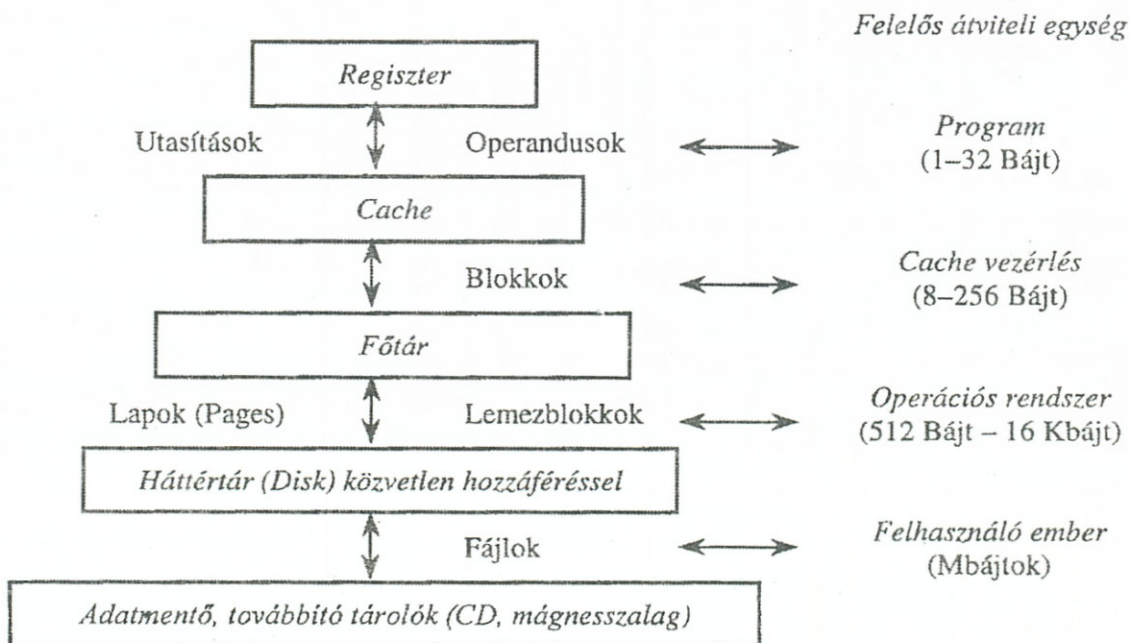 Felelős átviteli egység
Regiszter
Utasítások Operandusok Program
(1–32 Bájt)
Cache
Blokkok Cache vezérlés
(8–256 Bájt)
Főtár
Lapok (Pages) Lemezblokkok Operációs rendszer
(512 Bájt – 16 Kbájt)
Háttértár (Disk) közvetlen hozzáféréssel
Fájlok Felhasználó ember
(Mbájtok)
Adatmentő, továbbító tárolók (CD, mágnesszalag)